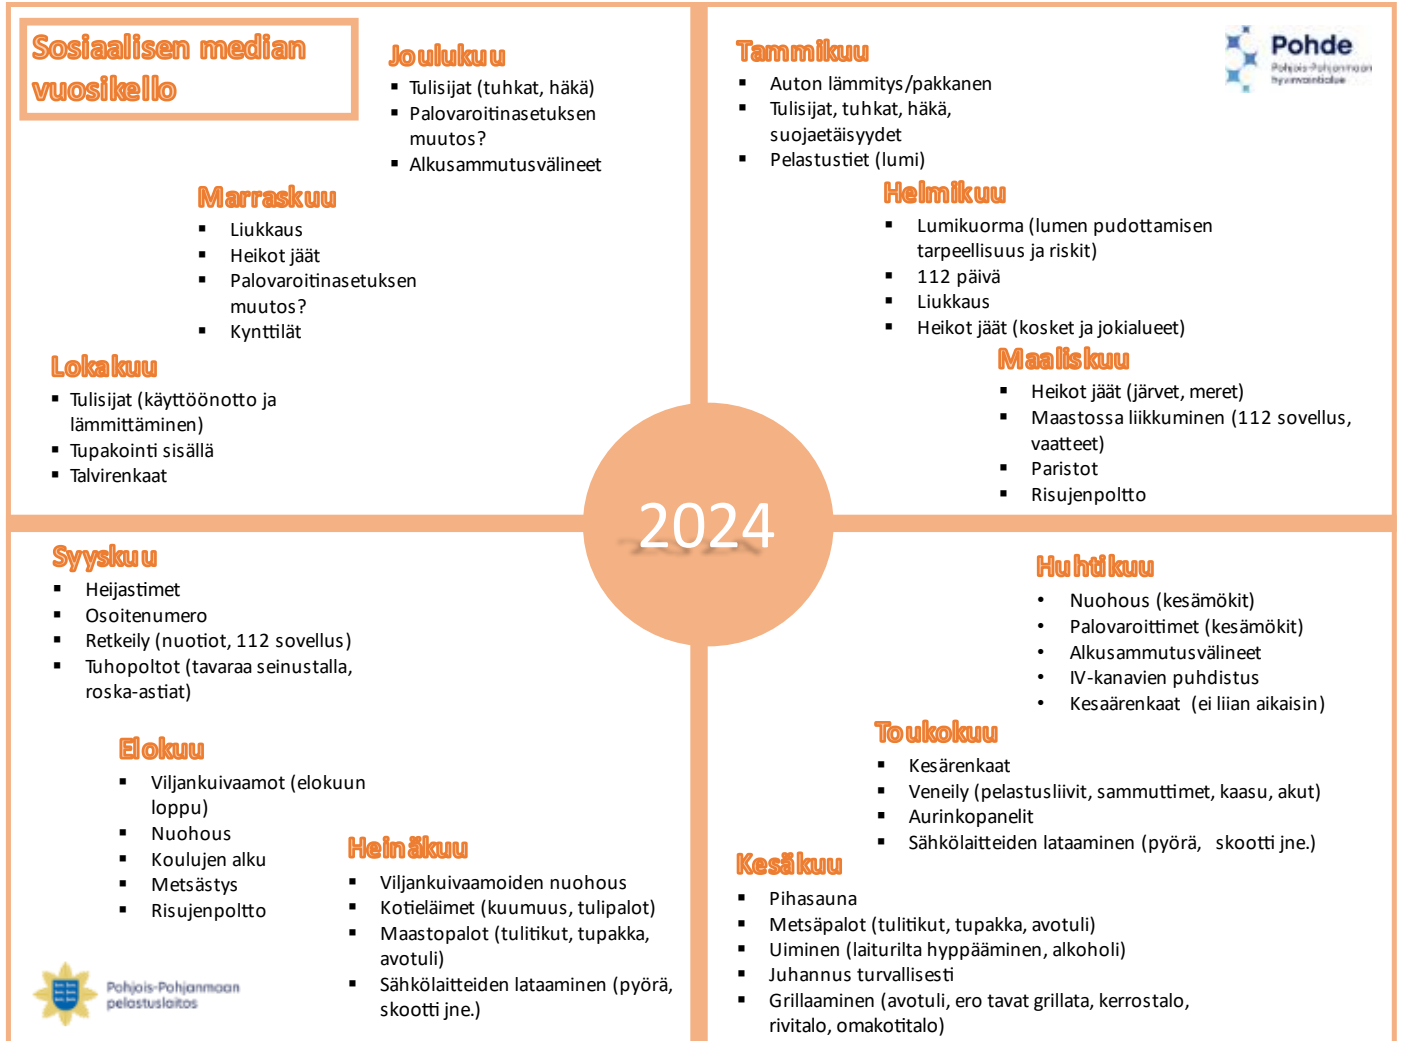 Sosiaalisen median
vuosikello
Joulukuu
▪ Tulisijat (tuhkat, häkä)
▪ Palovaroitinasetuksen
muutos?
▪ Alkusammutusvälineet
Marraskuu
▪ Liukkaus
▪ Heikot jäät
▪ Palovaroitinasetuksen
muutos?
▪ Kynttilät
Lokakuu
▪ Tulisijat (käyttöönotto ja
lämmittäminen)
▪ Tupakointi sisällä
▪ Talvirenkaat
Tammikuu
▪ Auton lämmitys/pakkanen
▪ Tulisijat, tuhkat, häkä,
suojaetäisyydet
▪ Pelastustiet (lumi)
Pohde
Pohjois-Pohjanmaan
hyvinvointialue
Helmikuu
▪ Lumikuorma (lumen pudottamisen
tarpeellisuus ja riskit)
▪ 112 päivä
▪ Liukkaus
▪ Heikot jäät (kosket ja jokialueet)
Maaliskuu
▪ Heikot jäät (järvet, meret)
▪ Maastossa liikkuminen (112 sovellus,
vaatteet)
▪ Paristot
▪ Risujenpoltto
2024
Syyskuu
▪ Heijastimet
▪ Osoitenumero
▪ Retkeily (nuotiot, 112 sovellus)
▪ Tuhopoltot (tavaraa seinustalla,
roska-astiat)
Elokuu
▪ Viljankuivaamot (elokuun
loppu)
▪ Nuohous
▪ Koulujen alku
▪ Metsästys
▪ Risujenpoltto
Heinäkuu
▪ Viljankuivaamoiden nuohous
▪ Kotieläimet (kuumuus, tulipalot)
▪ Maastopalot (tulitikut, tupakka,
avotuli)
▪ Sähkölaitteiden lataaminen (pyörä,
skootti jne.)
Pohjois-Pohjanmaan
pelastuslaitos
Huhtikuu
• Nuohous (kesämökit)
• Palovaroittimet (kesämökit)
• Alkusammutusvälineet
• IV-kanavien puhdistus
• Kesaärenkaat (ei liian aikaisin)
Toukokuu
▪ Kesärenkaat
▪ Veneily (pelastusliivit, sammuttimet, kaasu, akut)
▪ Aurinkopanelit
▪ Sähkölaitteiden lataaminen (pyörä, skootti jne.)
Kesäkuu
▪ Pihasauna
▪ Metsäpalot (tulitikut, tupakka, avotuli)
▪ Uiminen (laiturilta hyppääminen, alkoholi)
▪ Juhannus turvallisesti
▪ Grillaaminen (avotuli, ero tavat grillata, kerrostalo,
rivitalo, omakotitalo)